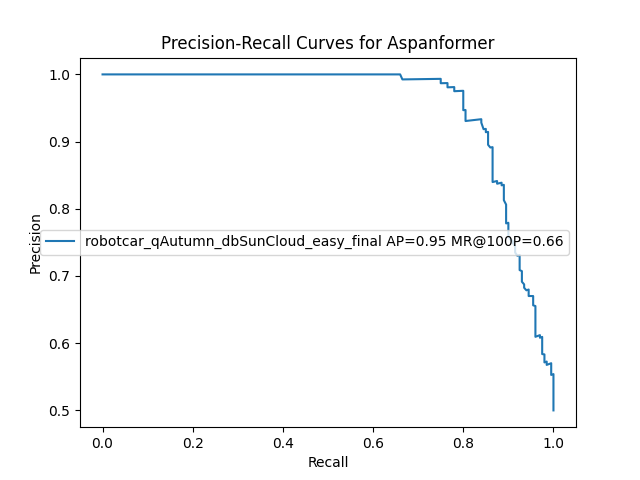 Precision-Recall Curves for Aspanformer
1.0
0.9
0.8
0.7
0.6
0.5
Precision
robotcar_qAutumn_dbSunCloud_easy_final AP=0.95 MR@100P=0.66
0.0 0.2 0.4 0.6 0.8 1.0
Recall